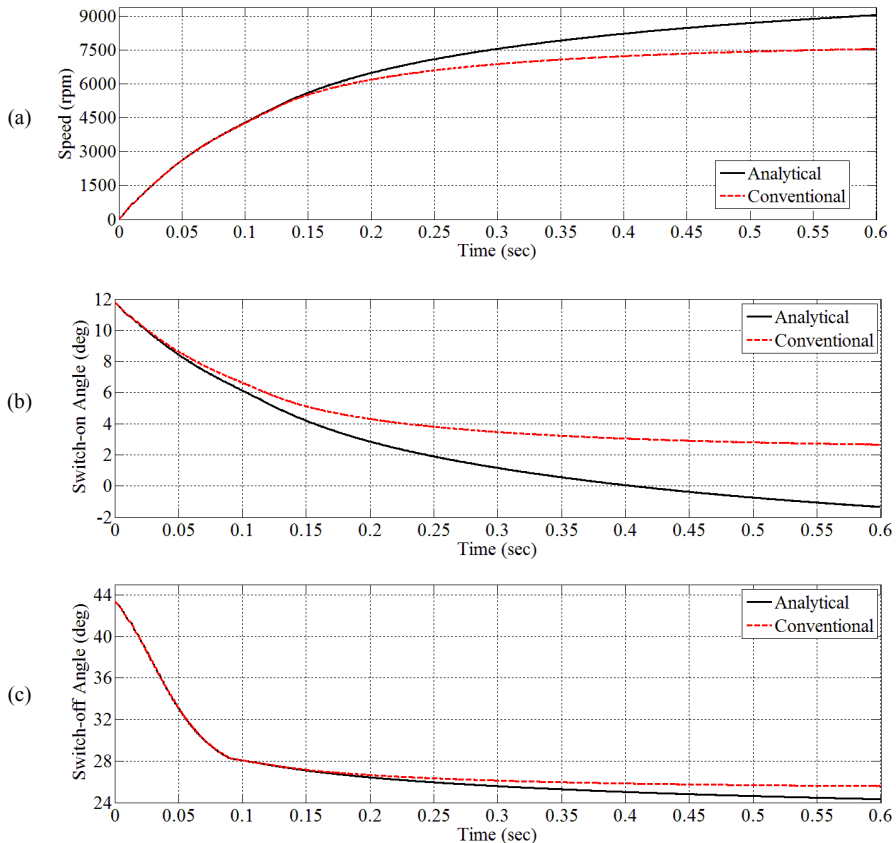 (a)
Speed (rpm)
9000
7500
6000
4500
3000
1500
0
Analytical
Conventional
0 0.05 0.1 0.15 0.2 0.25 0.3 0.35 0.4 0.45 0.5 0.55 0.6
Time (sec)
(b)
Switch-on Angle (deg)
12
10
8
6
4
2
0
-2
Analytical
Conventional
0 0.05 0.1 0.15 0.2 0.25 0.3 0.35 0.4 0.45 0.5 0.55 0.6
Time (sec)
(c)
Switch-off Angle (deg)
44
40
36
32
28
24
Analytical
Conventional
0 0.05 0.1 0.15 0.2 0.25 0.3 0.35 0.4 0.45 0.5 0.55 0.6
Time (sec)